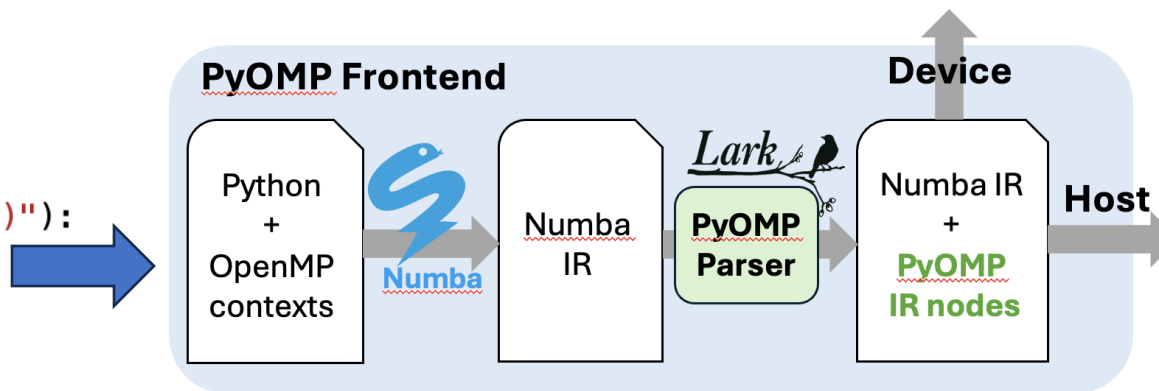 PyOMP Frontend
Device
Lark
Python
+
OpenMP
contexts
Numba
Numba
IR
PyOMP
Parser
Numba IR
+
PyOMP
IR nodes
Host
)"):